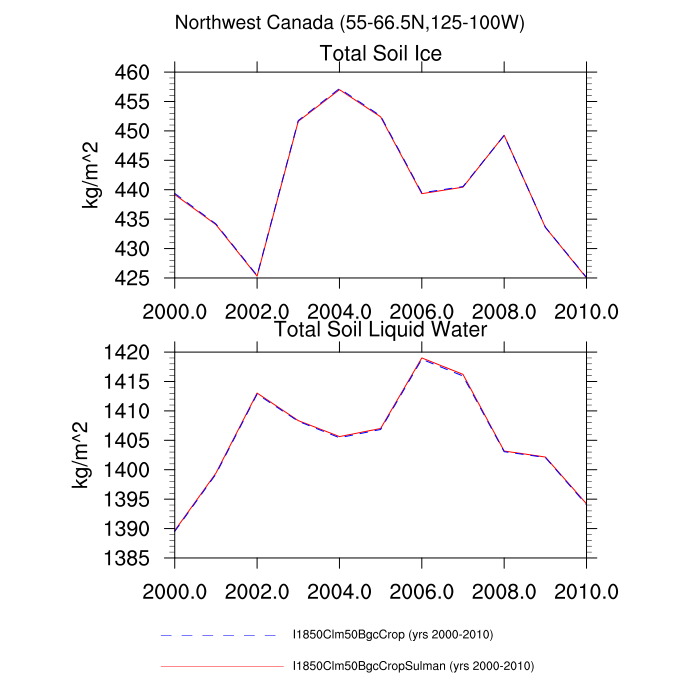 Northwest Canada (55-66.5N,125-100W)
Total Soil Ice
460
455
450
445
440
435
430
425
kg/m^2
2000.0 2002.0 2004.0 2006.0 2008.0 2010.0
Total Soil Liquid Water
1420
1415
1410
1405
1400
1395
1390
1385
kg/m^2
2000.0 2002.0 2004.0 2006.0 2008.0 2010.0
I1850Clm50BgcCrop (yrs 2000-2010)
I1850Clm50BgcCropSulman (yrs 2000-2010)